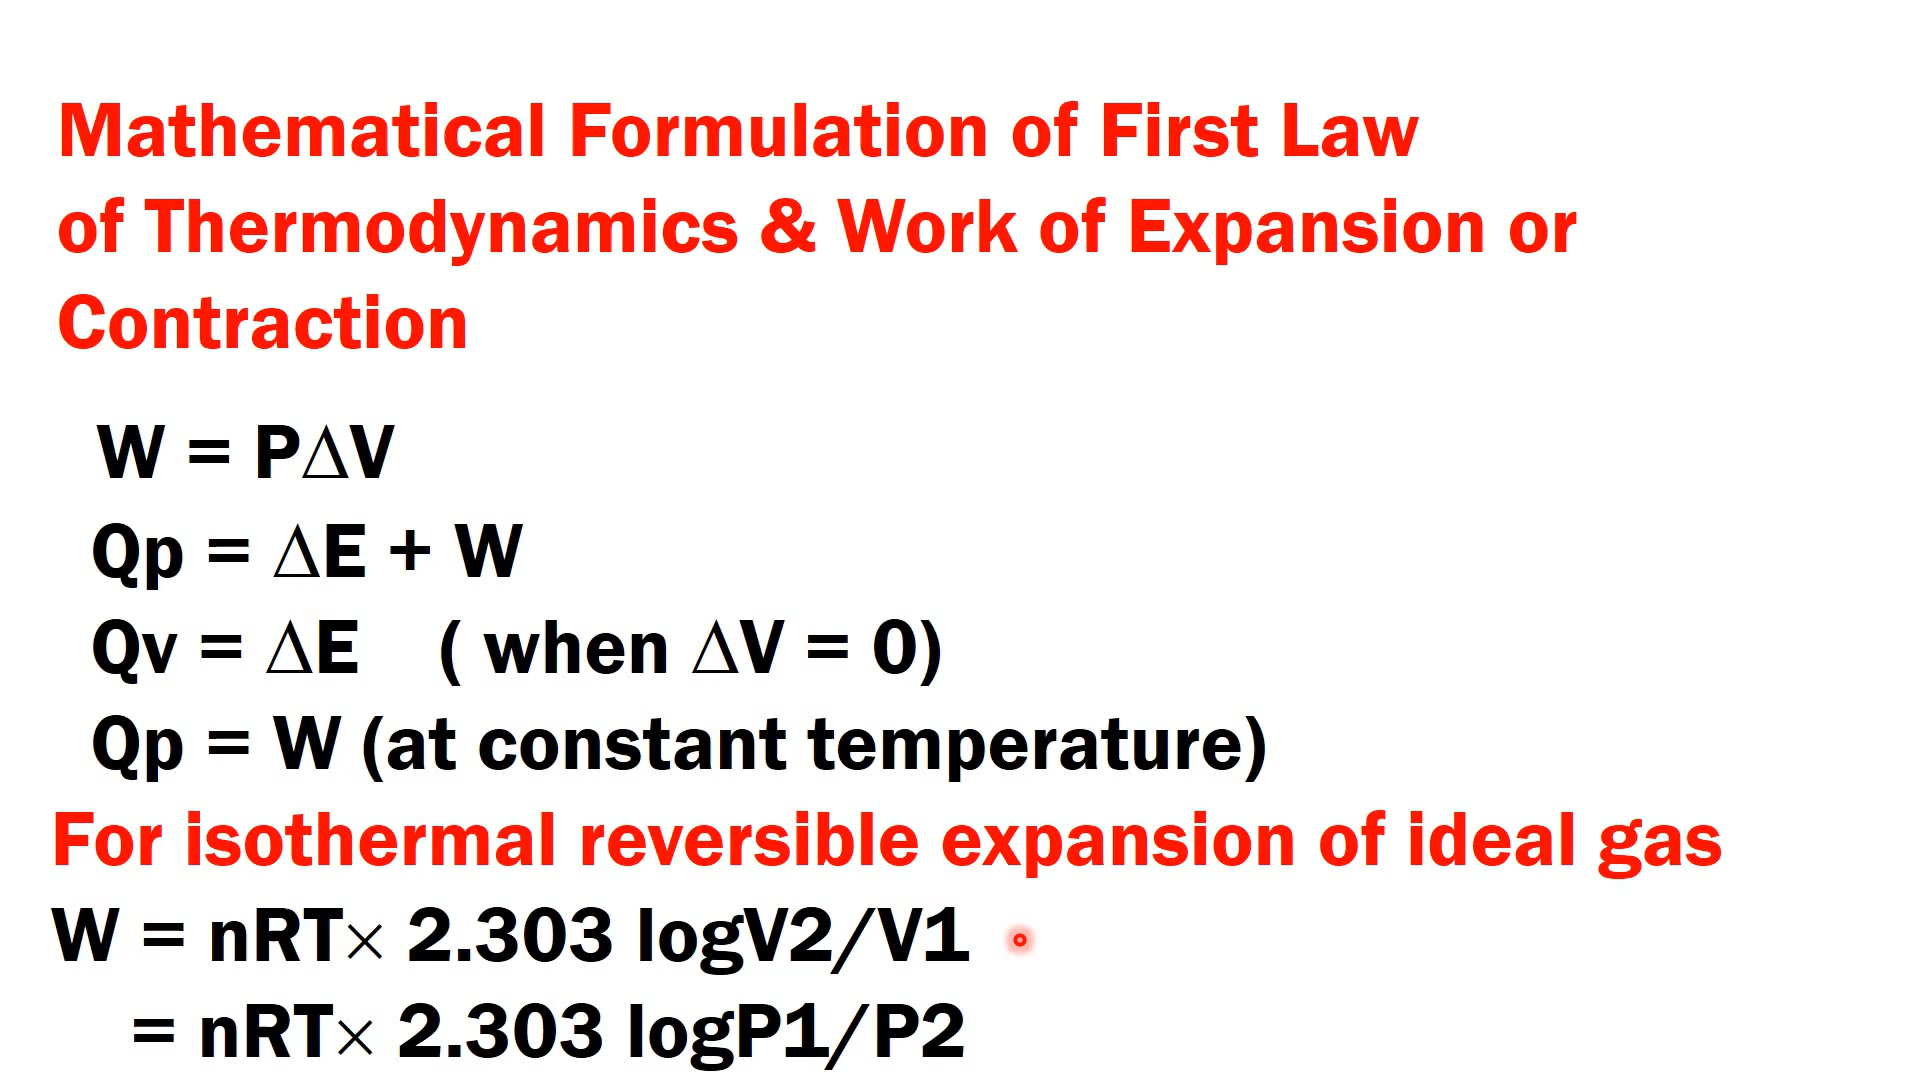 Mathematical Formulation of First Law
of Thermodynamics & Work of Expansion or
Contraction
W = PΔV
Qp = ΔE + W
Qv = ΔE ( when ΔV = 0)
Qp = W (at constant temperature)
For isothermal reversible expansion of ideal gas
W = nRT× 2.303 logV2/V1
= nRT× 2.303 logP1/P2